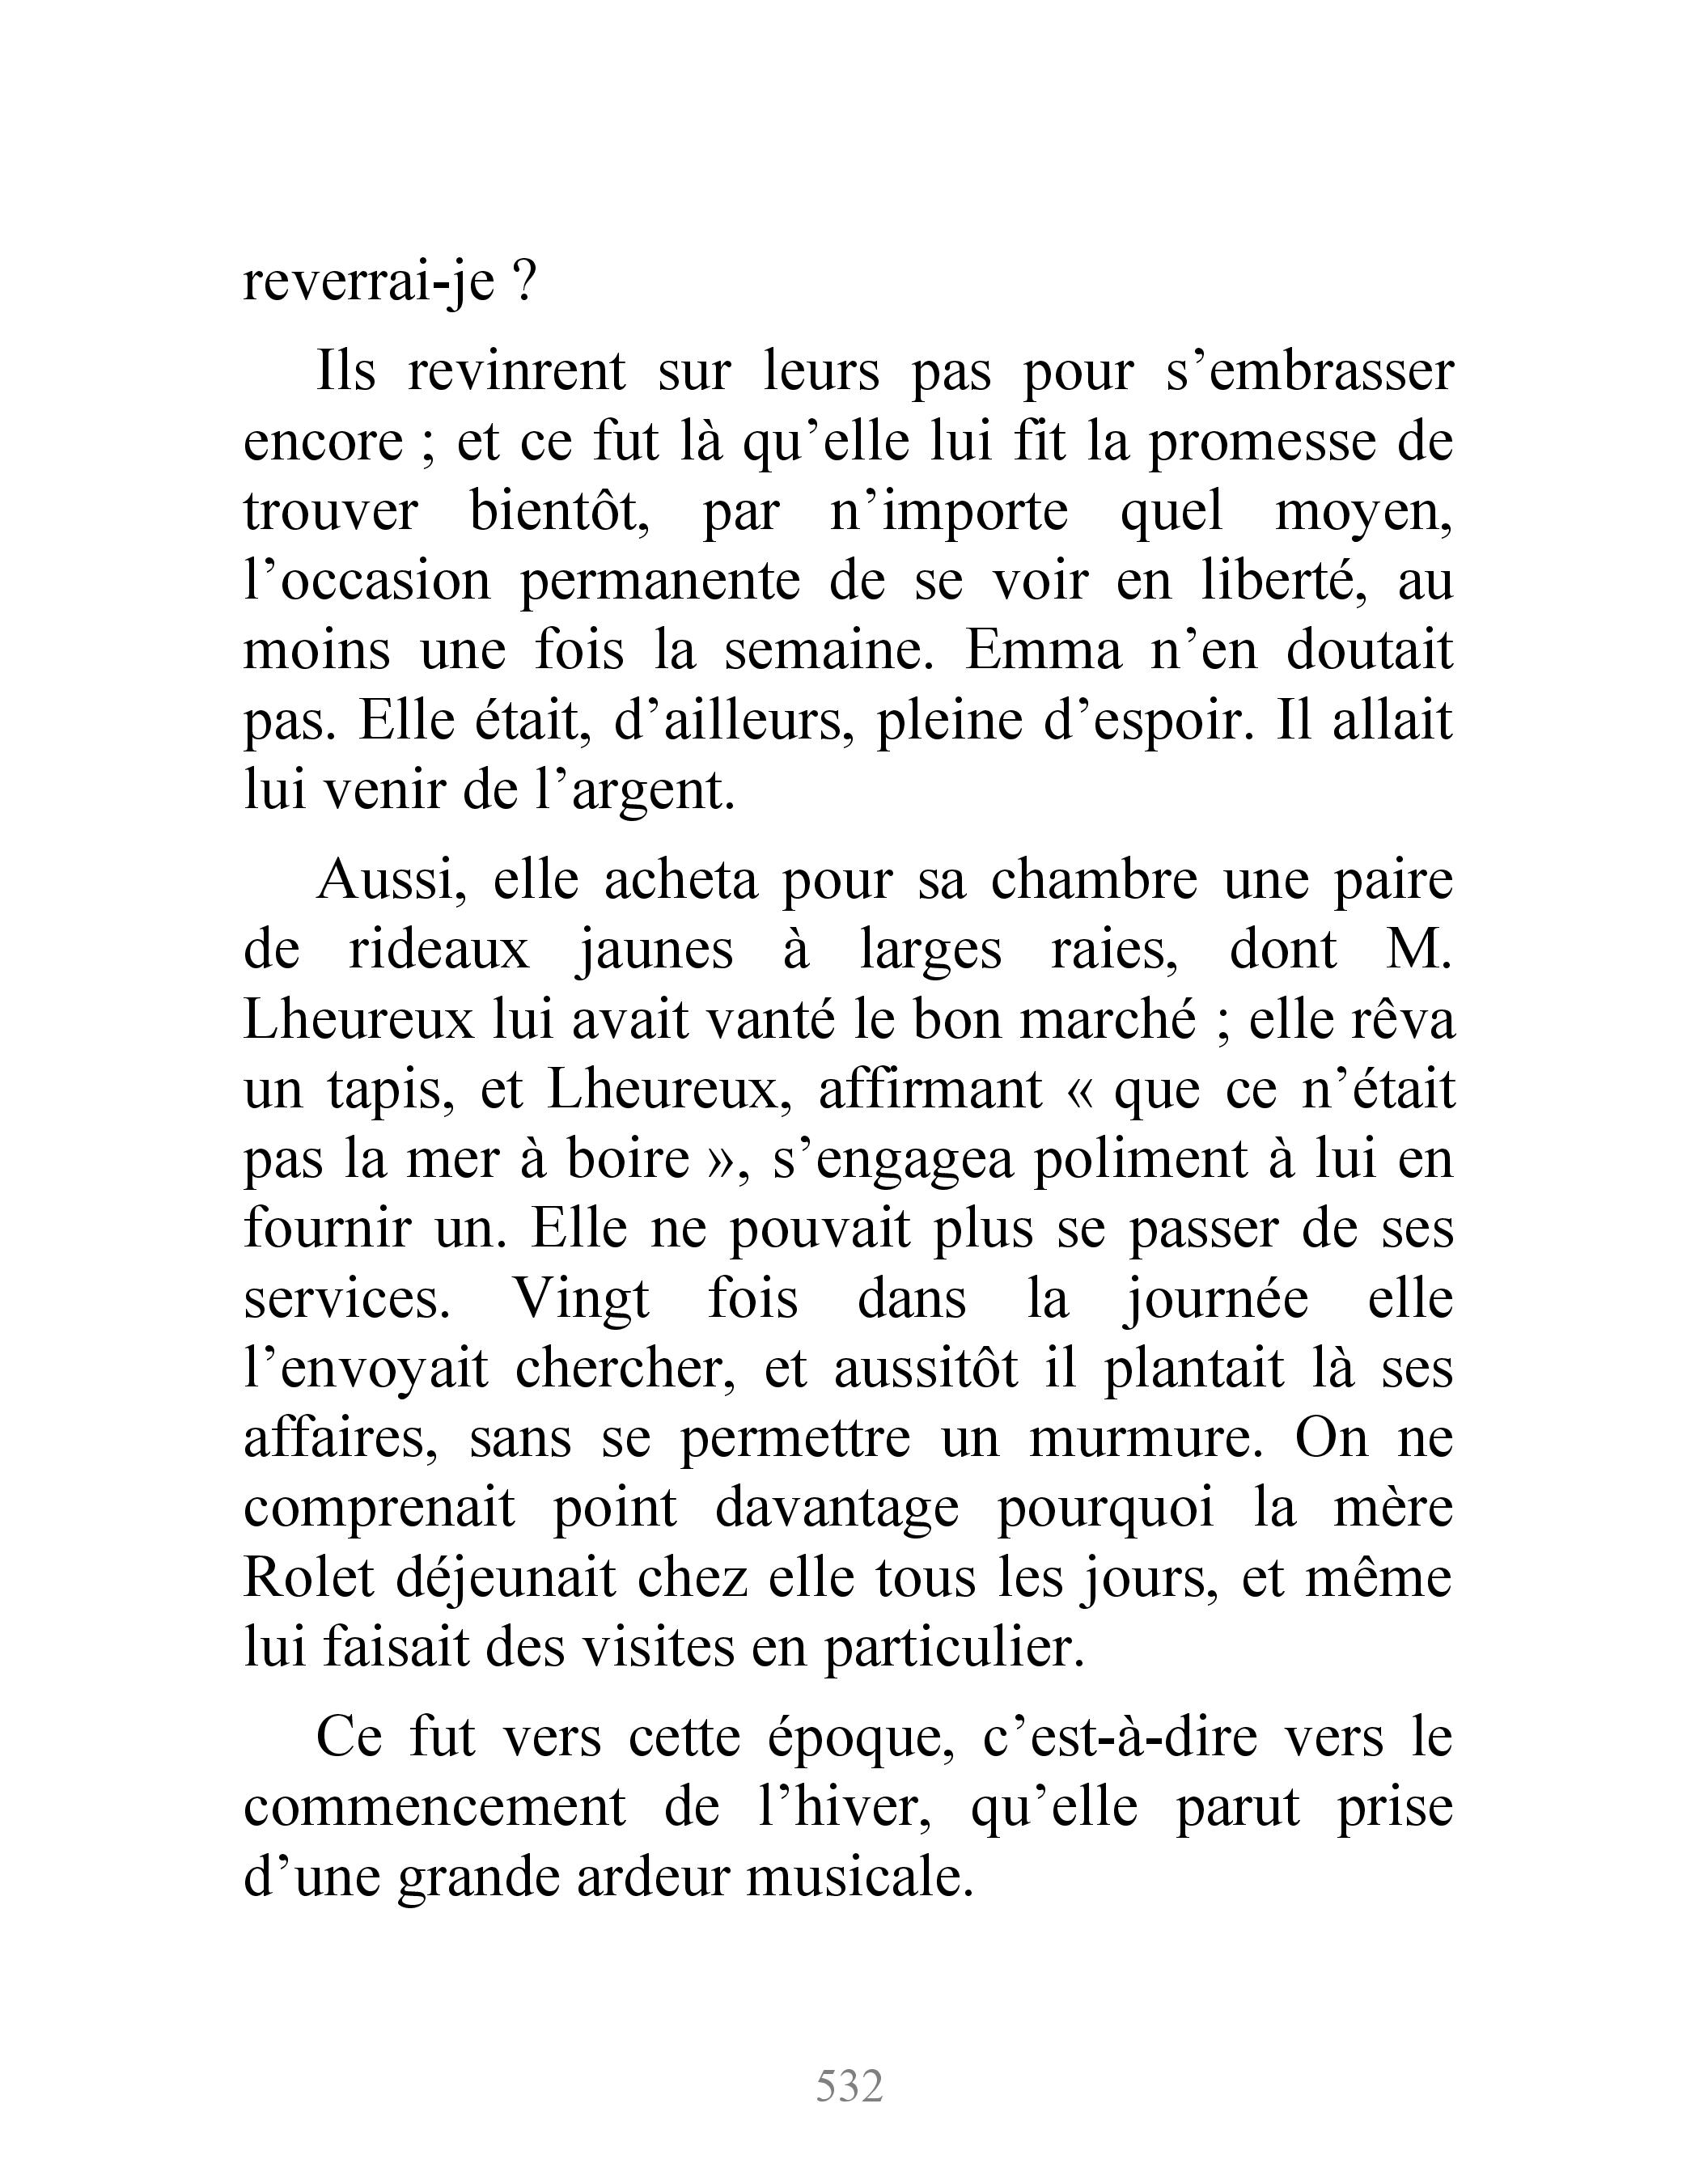 reverrai-je ?
Ils revinrent sur leurs pas pour s’embrasser
encore ; et ce fut là qu’elle lui fit la promesse de
trouver bientôt, par n’importe quel moyen,
l’occasion permanente de se voir en liberté, au
moins une fois la semaine. Emma n’en doutait
pas. Elle était, d’ailleurs, pleine d’espoir. Il allait
lui venir de l’argent.
Aussi, elle acheta pour sa chambre une paire
de rideaux jaunes à larges raies, dont M.
Lheureux lui avait vanté le bon marché ; elle rêva
un tapis, et Lheureux, affirmant « que ce n’était
pas la mer à boire », s’engagea poliment à lui en
fournir un. Elle ne pouvait plus se passer de ses
services. Vingt fois dans la journée elle
l’envoyait chercher, et aussitôt il plantait là ses
affaires, sans se permettre un murmure. On ne
comprenait point davantage pourquoi la mère
Rolet déjeunait chez elle tous les jours, et même
lui faisait des visites en particulier.
Ce fut vers cette époque, c’est-à-dire vers le
commencement de l’hiver, qu’elle parut prise
d’une grande ardeur musicale.
532